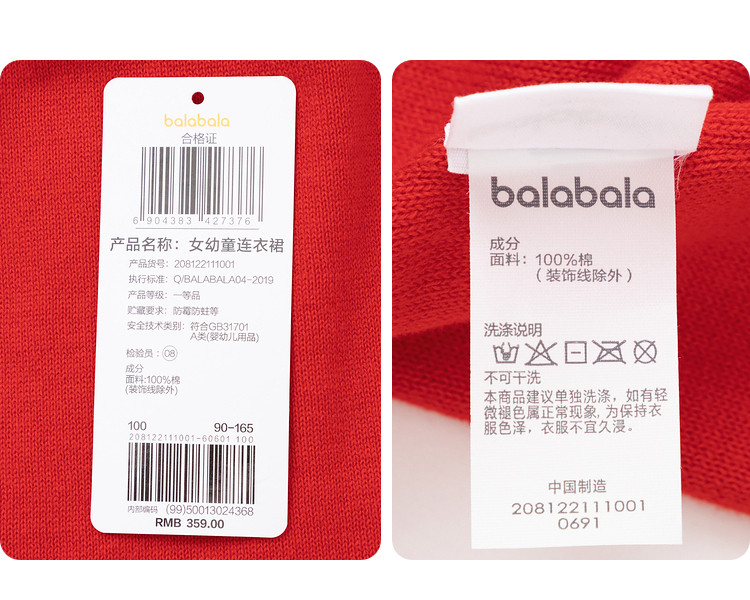 balabala
合格证
6 904383 427376
产品名称：女幼童连衣裙
产品货号：208122111001
执行标准：Q/BALABALA04-2019
产品等级：一等品
贮藏要求：防霉防蛀等
安全技术类别：符合GB31701
A类(婴幼儿用品)
检验员：08
成分
面料:100%棉
(装饰线除外)
100 90-165
208122111001-60601 100
内部编码 (99)50013024368
RMB 359.00
balabala
成分
面料：100%棉
（装饰线除外）
洗涤说明
不可干洗
本商品建议单独洗涤，如有轻
微褪色属正常现象，为保持衣
服色泽，衣服不宜久浸。
中国制造
208122111001
0691